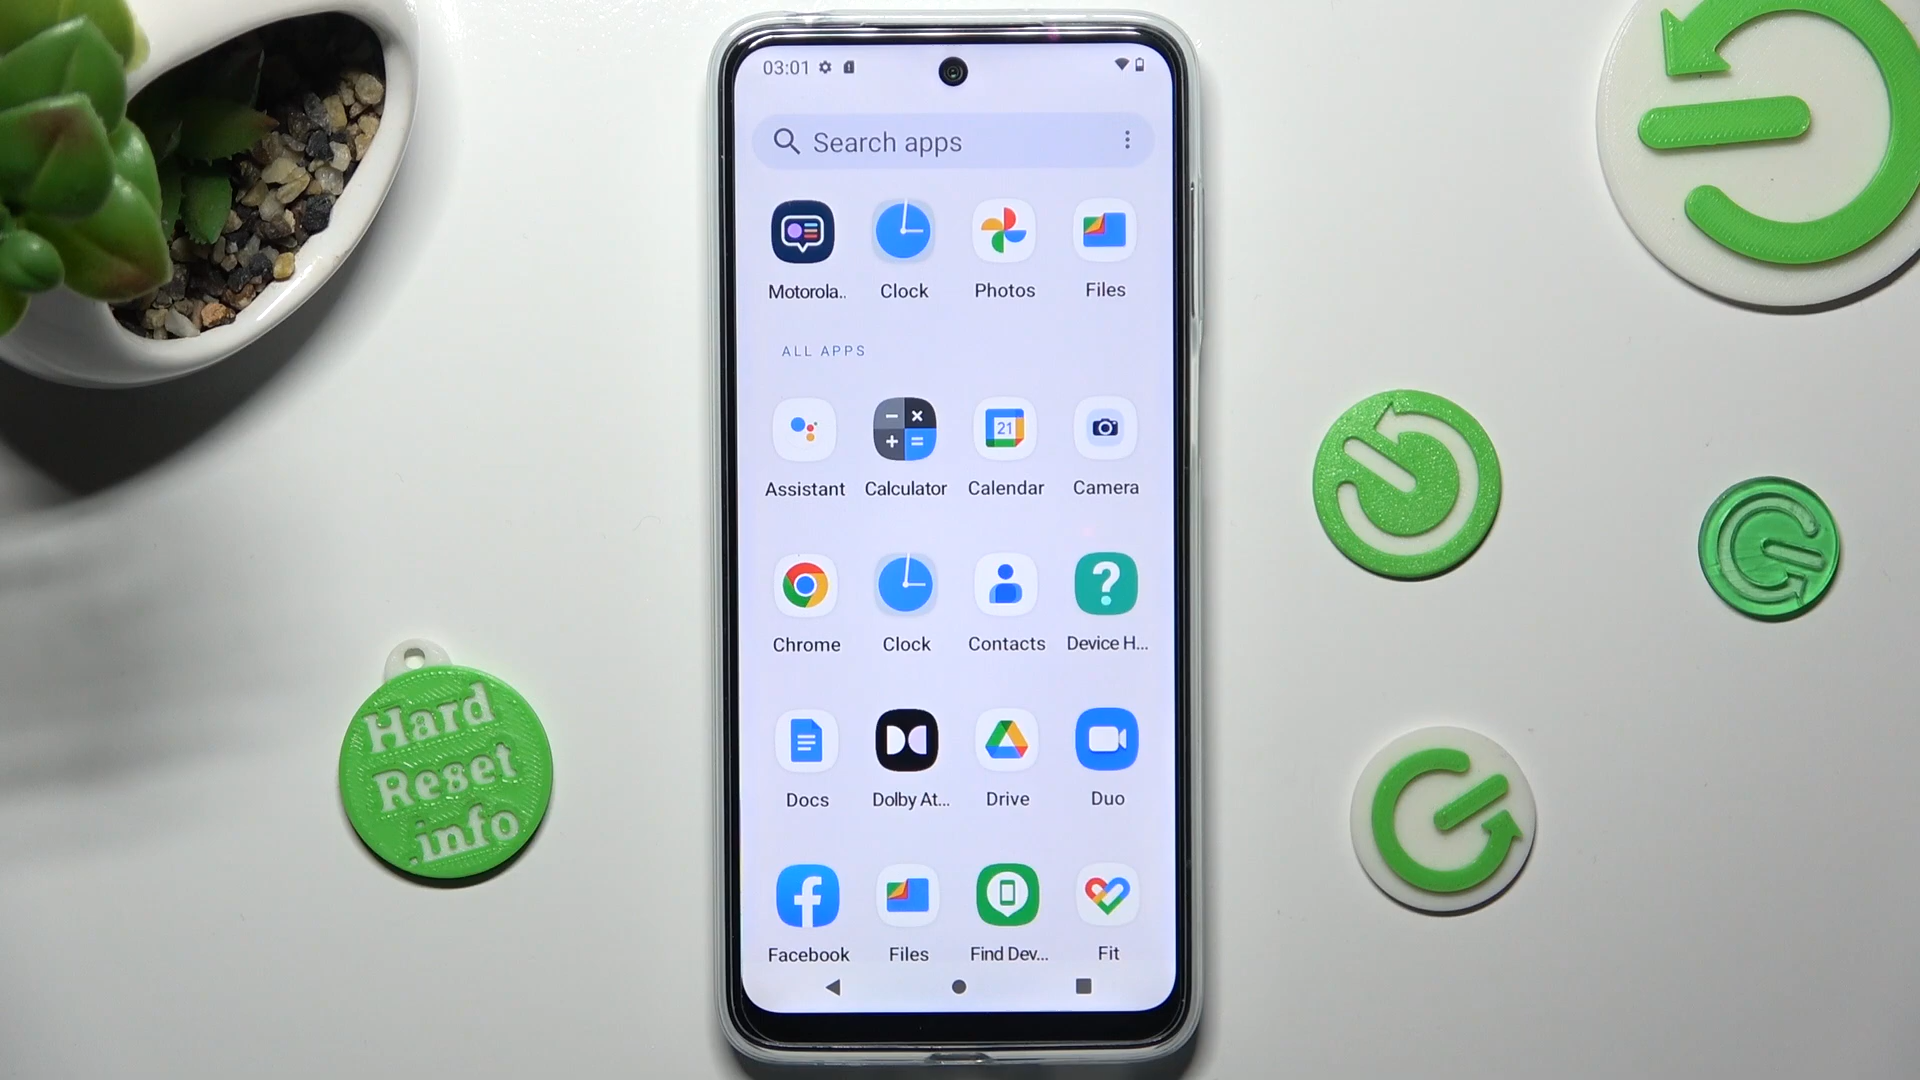 03:01
Search apps
Motorola.. Clock Photos Files
ALL APPS
21
Assistant Calculator Calendar Camera
Chrome Clock Contacts Device H...
Docs Dolby At... Drive Duo
Facebook Files Find Dev... Fit
Hard
Reset
.info